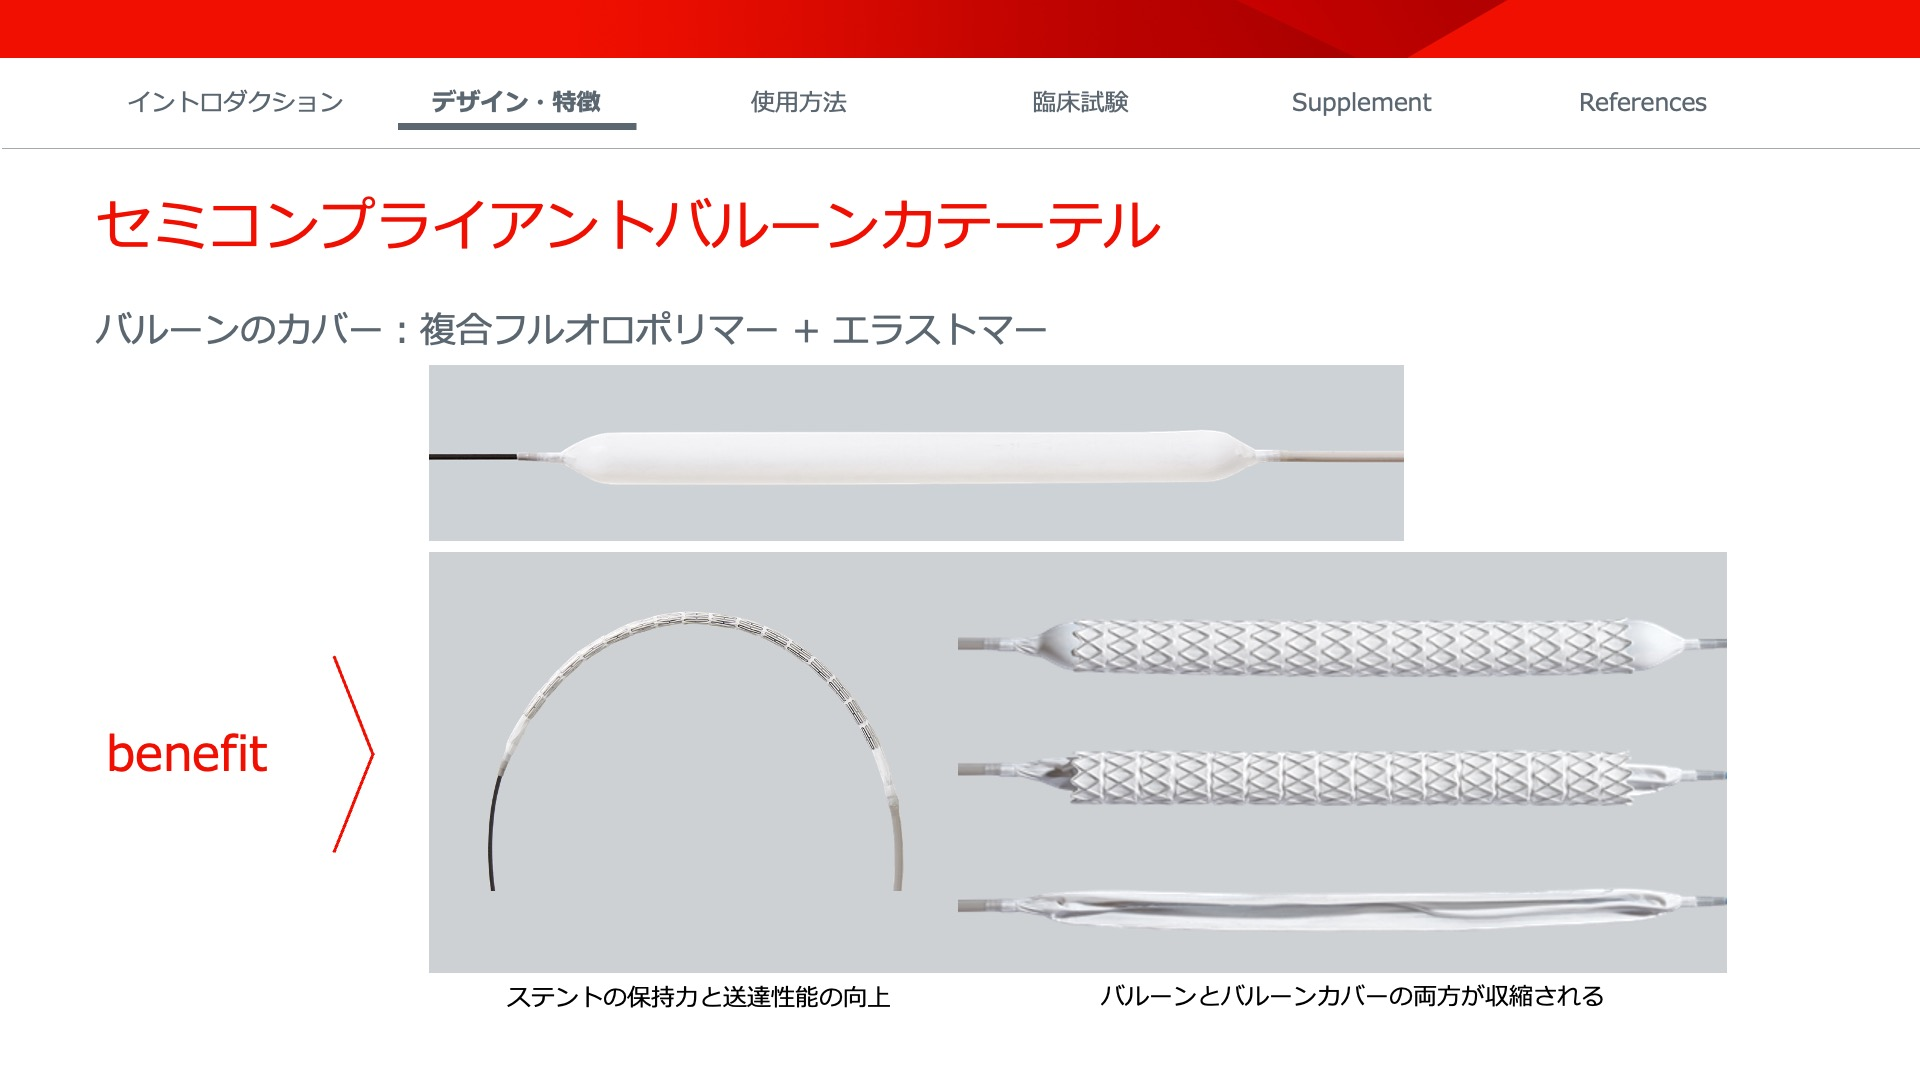 イントロダクション
デザイン・特徴
使用方法
臨床試験
Supplement
References
セミコンプライアントバルーンカテーテル
バルーンのカバー：複合フルオロポリマー + エラストマー
benefit
ステントの保持力と送達性能の向上
バルーンとバルーンカバーの両方が収縮される